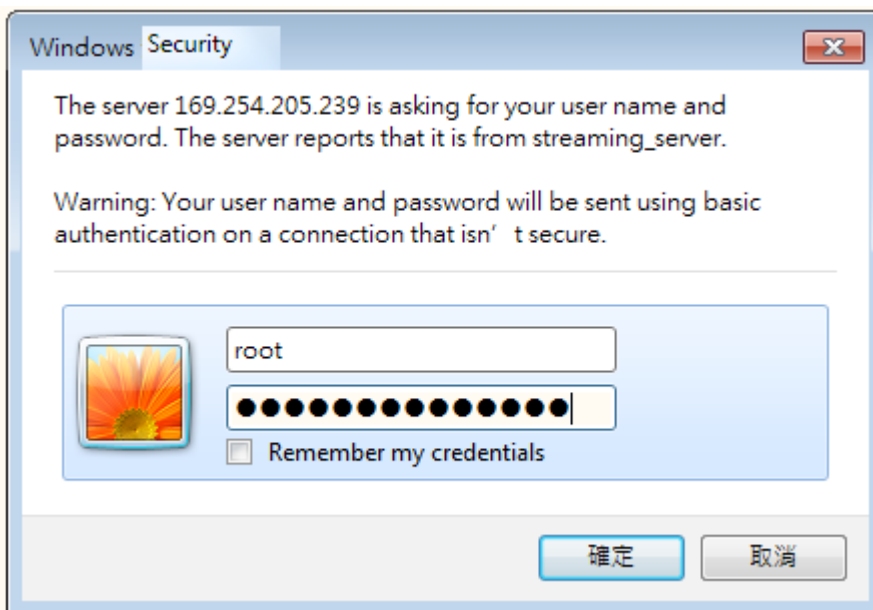 Windows Security
The server 169.254.205.239 is asking for your user name and
password. The server reports that it is from streaming_server.
Warning: Your user name and password will be sent using basic
authentication on a connection that isn’t secure.
root
●●●●●●●●●●●●●●
Remember my credentials
確定 取消